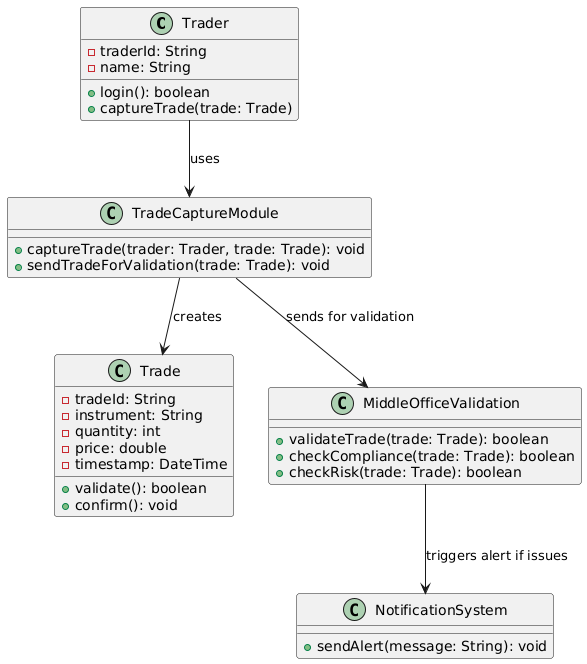 C Trader
traderId: String
name: String
login(): boolean
captureTrade(trade: Trade)
uses
C TradeCaptureModule
captureTrade(trader: Trader, trade: Trade): void
sendTradeForValidation(trade: Trade): void
creates
sends for validation
C Trade
tradeId: String
instrument: String
quantity: int
price: double
timestamp: DateTime
validate(): boolean
confirm(): void
C MiddleOfficeValidation
validateTrade(trade: Trade): boolean
checkCompliance(trade: Trade): boolean
checkRisk(trade: Trade): boolean
triggers alert if issues
C NotificationSystem
sendAlert(message: String): void